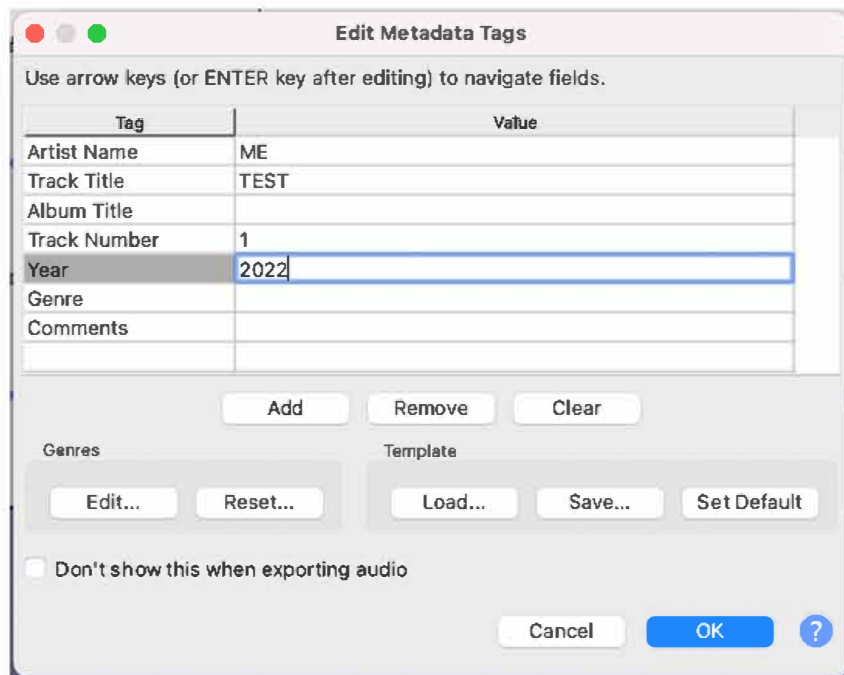 Edit Metadata Tags
Use arrow keys (or ENTER key after editing) to navigate fields.
Tag Value
Artist Name ME
Track Title TEST
Album Title
Track Number 1
Year 2022
Genre
Comments
Add Remove Clear
Genres Template
Edit... Reset... Load... Save... Set Default
Don't show this when exporting audio
Cancel OK ?